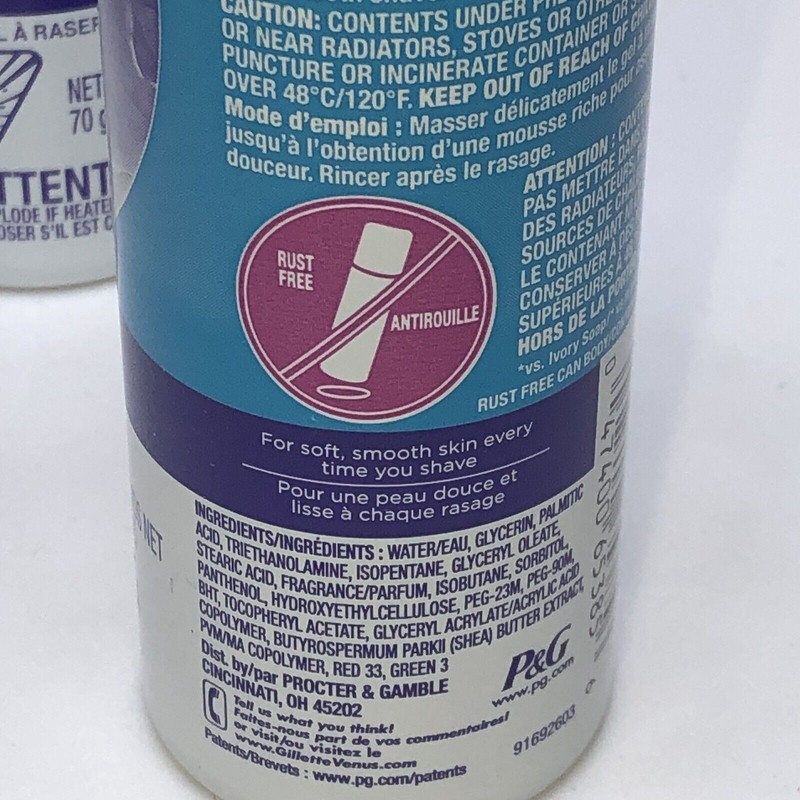 CAUTION: CONTENTS UNDER
OR NEAR RADIATORS, STOVES OR
PUNCTURE OR INCINERATE CONTAINER OR
OVER 48°C/120°F. KEEP OUT OF REACH OF
Mode d'emploi : Masser délicatement le gel
jusqu'à l'obtention d'une mousse riche pour
douceur. Rincer après le rasage.
ATTENTION :
PAS METTRE
DES RADIATEURS
SOURCES DE
LE CONTENANT
CONSERVER À
SUPÉRIEURES À
HORS DE LA
*vs. Ivory Soap/
RUST FREE CAN BODY/
RUST
FREE
ANTIROUILLE
For soft, smooth skin every
time you shave
Pour une peau douce et
lisse à chaque rasage
INGREDIENTS/INGRÉDIENTS : WATER/EAU, GLYCERIN, PALMITIC
ACID, TRIETHANOLAMINE, ISOPENTANE, GLYCERYL OLEATE,
STEARIC ACID, FRAGRANCE/PARFUM, ISOBUTANE, SORBITOL,
PANTHENOL, HYDROXYETHYLCELLULOSE, PEG-23M, PEG-90M,
BHT, TOCOPHERYL ACETATE, GLYCERYL ACRYLATE/ACRYLIC ACID
COPOLYMER, BUTYROSPERMUM PARKII (SHEA) BUTTER EXTRACT,
PVM/MA COPOLYMER, RED 33, GREEN 3
Dist. by/par PROCTER & GAMBLE
CINCINNATI, OH 45202
P&G
www.pg.com
Tell us what you think!
Faites-nous part de vos commentaires!
or visit/ou visitez le
www.GilletteVenus.com
Patents/Brevets : www.pg.com/patents
91692603
À RASER
NET
70 g
IF HEATE
S'IL EST
NET